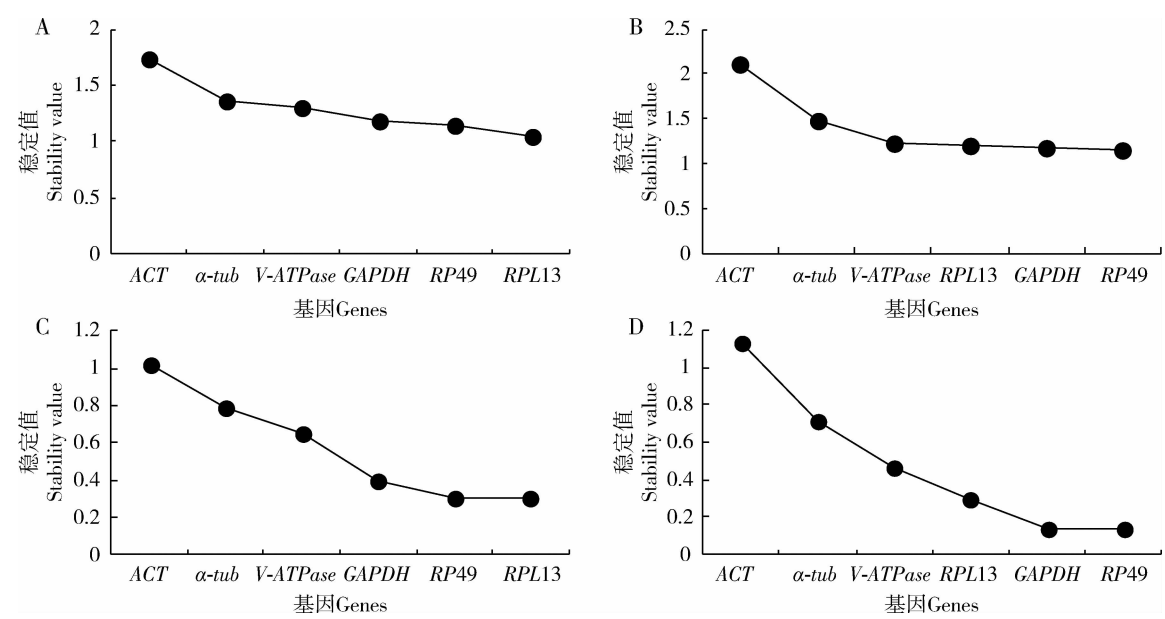 A
2
1.5
1
0.5
0
稳定值
Stability value
ACT α-tub V-ATPase GAPDH RP49 RPL13
基因Genes
B
2.5
2
1.5
1
0.5
0
稳定值
Stability value
ACT α-tub V-ATPase RPL13 GAPDH RP49
基因Genes
C
1.2
1
0.8
0.6
0.4
0.2
0
稳定值
Stability value
ACT α-tub V-ATPase GAPDH RP49 RPL13
基因Genes
D
1.2
1
0.8
0.6
0.4
0.2
0
稳定值
Stability value
ACT α-tub V-ATPase RPL13 GAPDH RP49
基因Genes